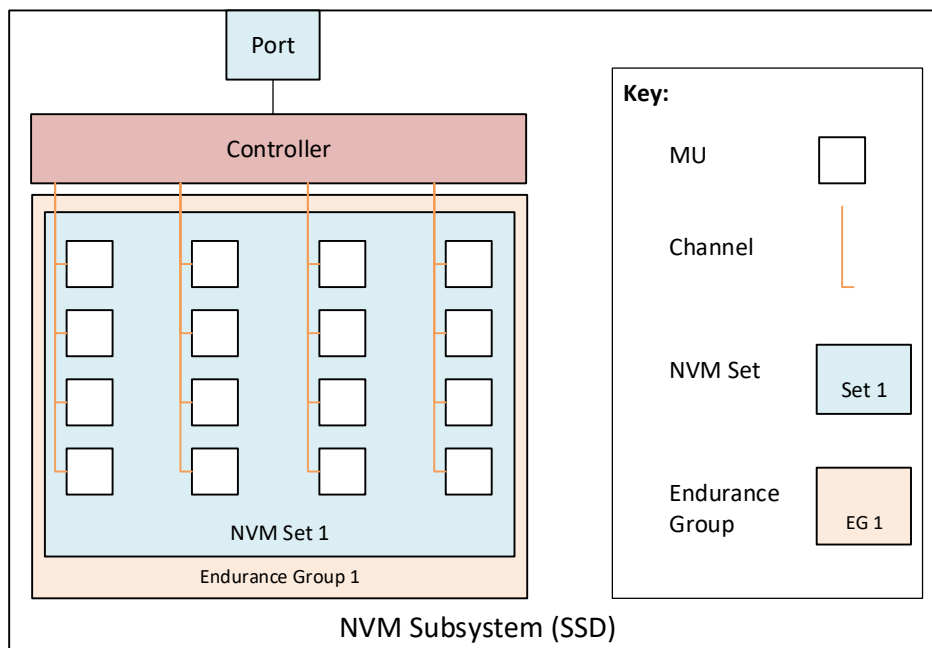 Port
Controller
NVM Set 1
Endurance Group 1
NVM Subsystem (SSD)
Key:
MU
Channel
NVM Set
Set 1
Endurance
Group
EG 1